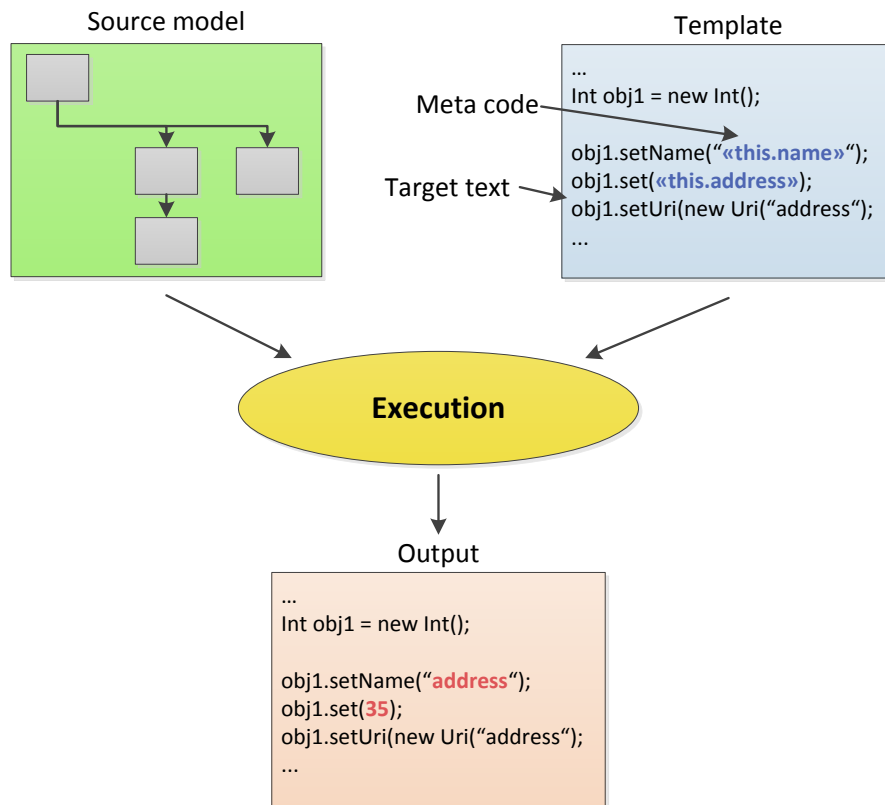 Source model
Template
...
Int obj1 = new Int();
Meta code
obj1.setName(“«this.name»“);
obj1.set(«this.address»);
Target text
obj1.setUri(new Uri(“address“);
...
Execution
Output
...
Int obj1 = new Int();
obj1.setName(“address“);
obj1.set(35);
obj1.setUri(new Uri(“address“);
...